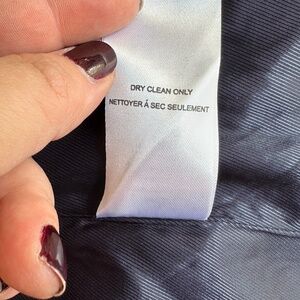 DRY CLEAN ONLY
NETTOYER Á SEC SEULEMENT